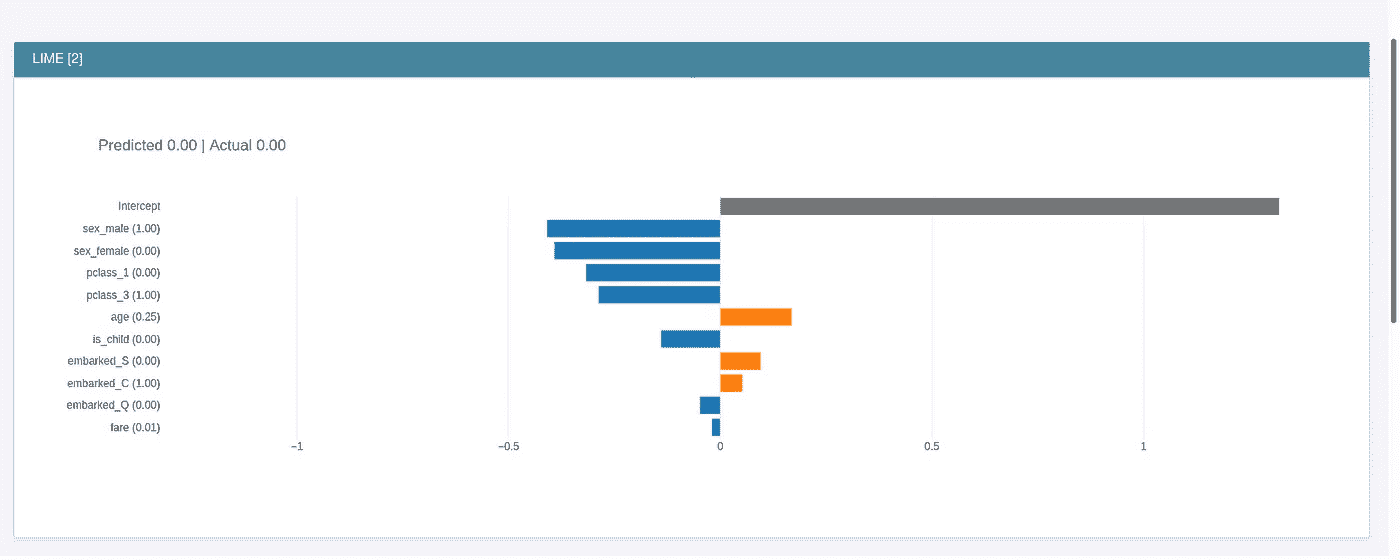 LIME [2]
Predicted 0.00 | Actual 0.00
Intercept
sex_male (1.00)
sex_female (0.00)
pclass_1 (0.00)
pclass_3 (1.00)
age (0.25)
is_child (0.00)
embarked_S (0.00)
embarked_C (1.00)
embarked_Q (0.00)
fare (0.01)
−1 −0.5 0 0.5 1